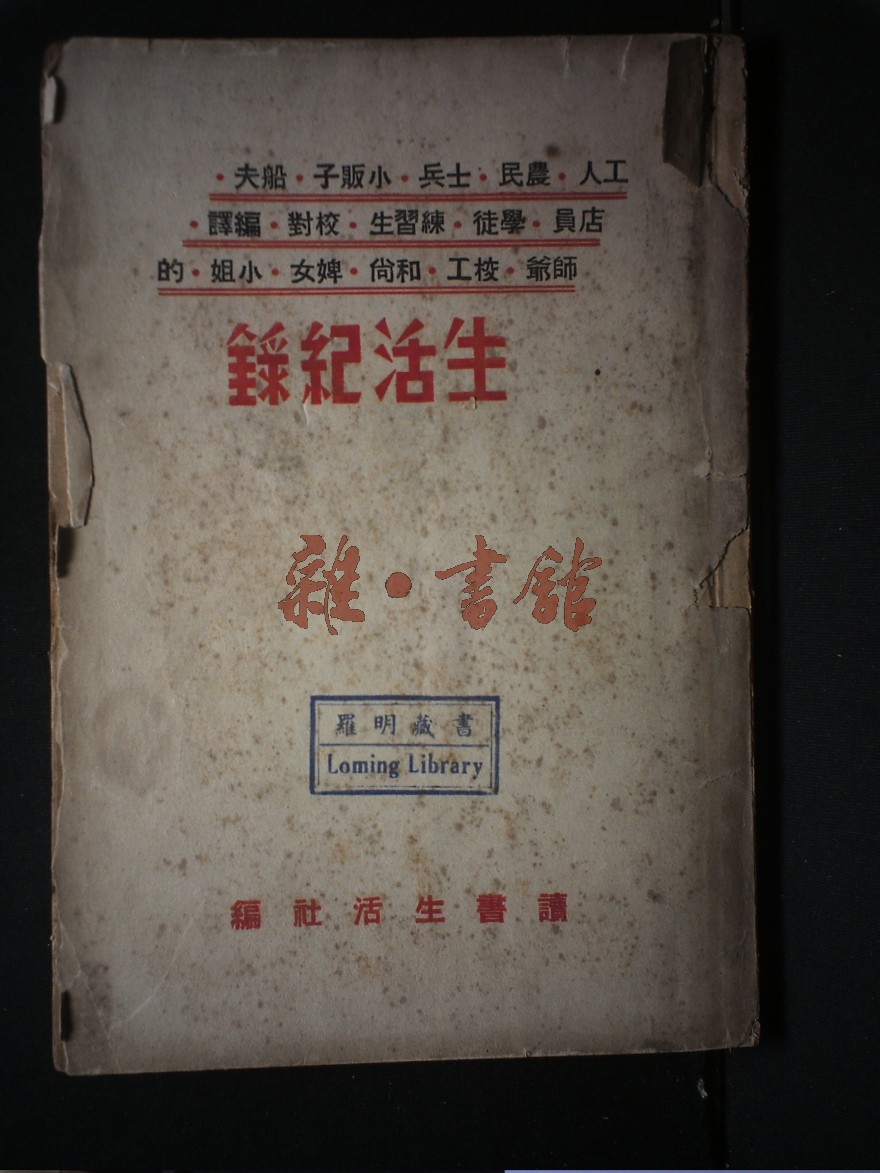 工人・農民・士兵・小販子・船夫・
店員・學徒・練習生・校對・編譯・
師爺・校工・和尙・婢女・小姐・的
生活紀錄
雜・書館
羅明藏書
Loming Library
讀書生活社編